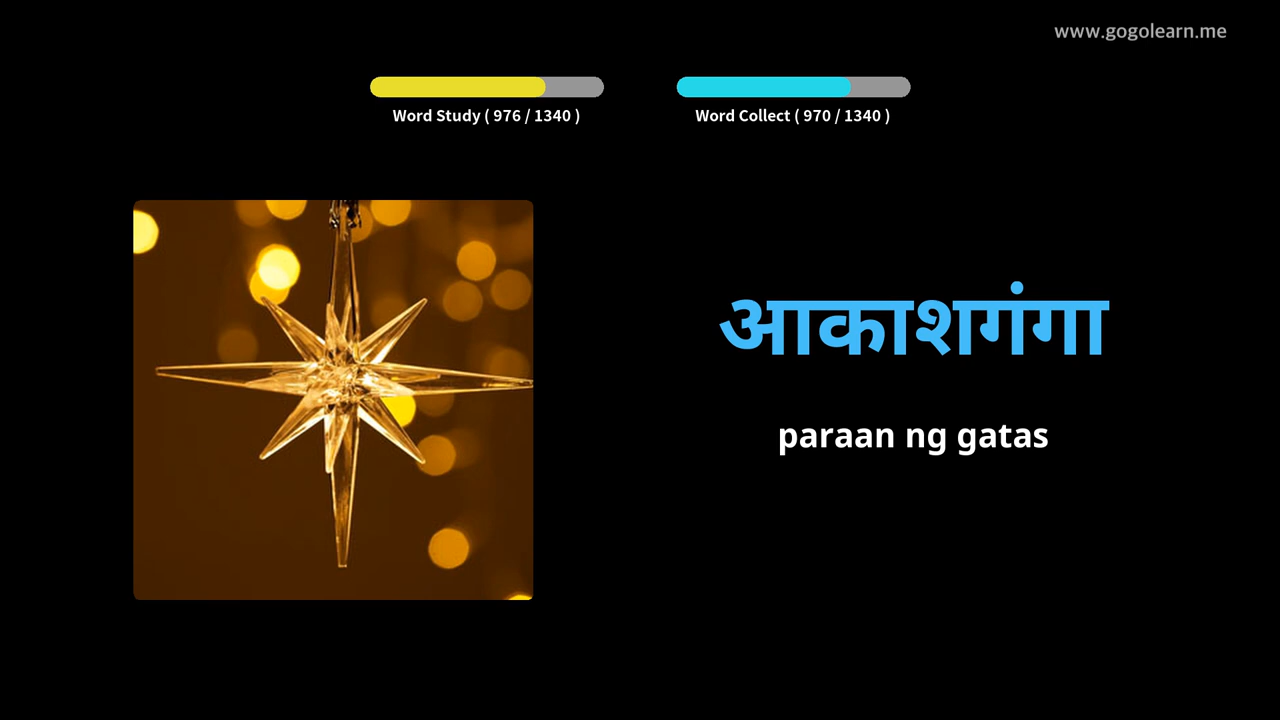 www.gogolearn.me
Word Study ( 976 / 1340 )
Word Collect ( 970 / 1340 )
आकाशगंगा
paraan ng gatas